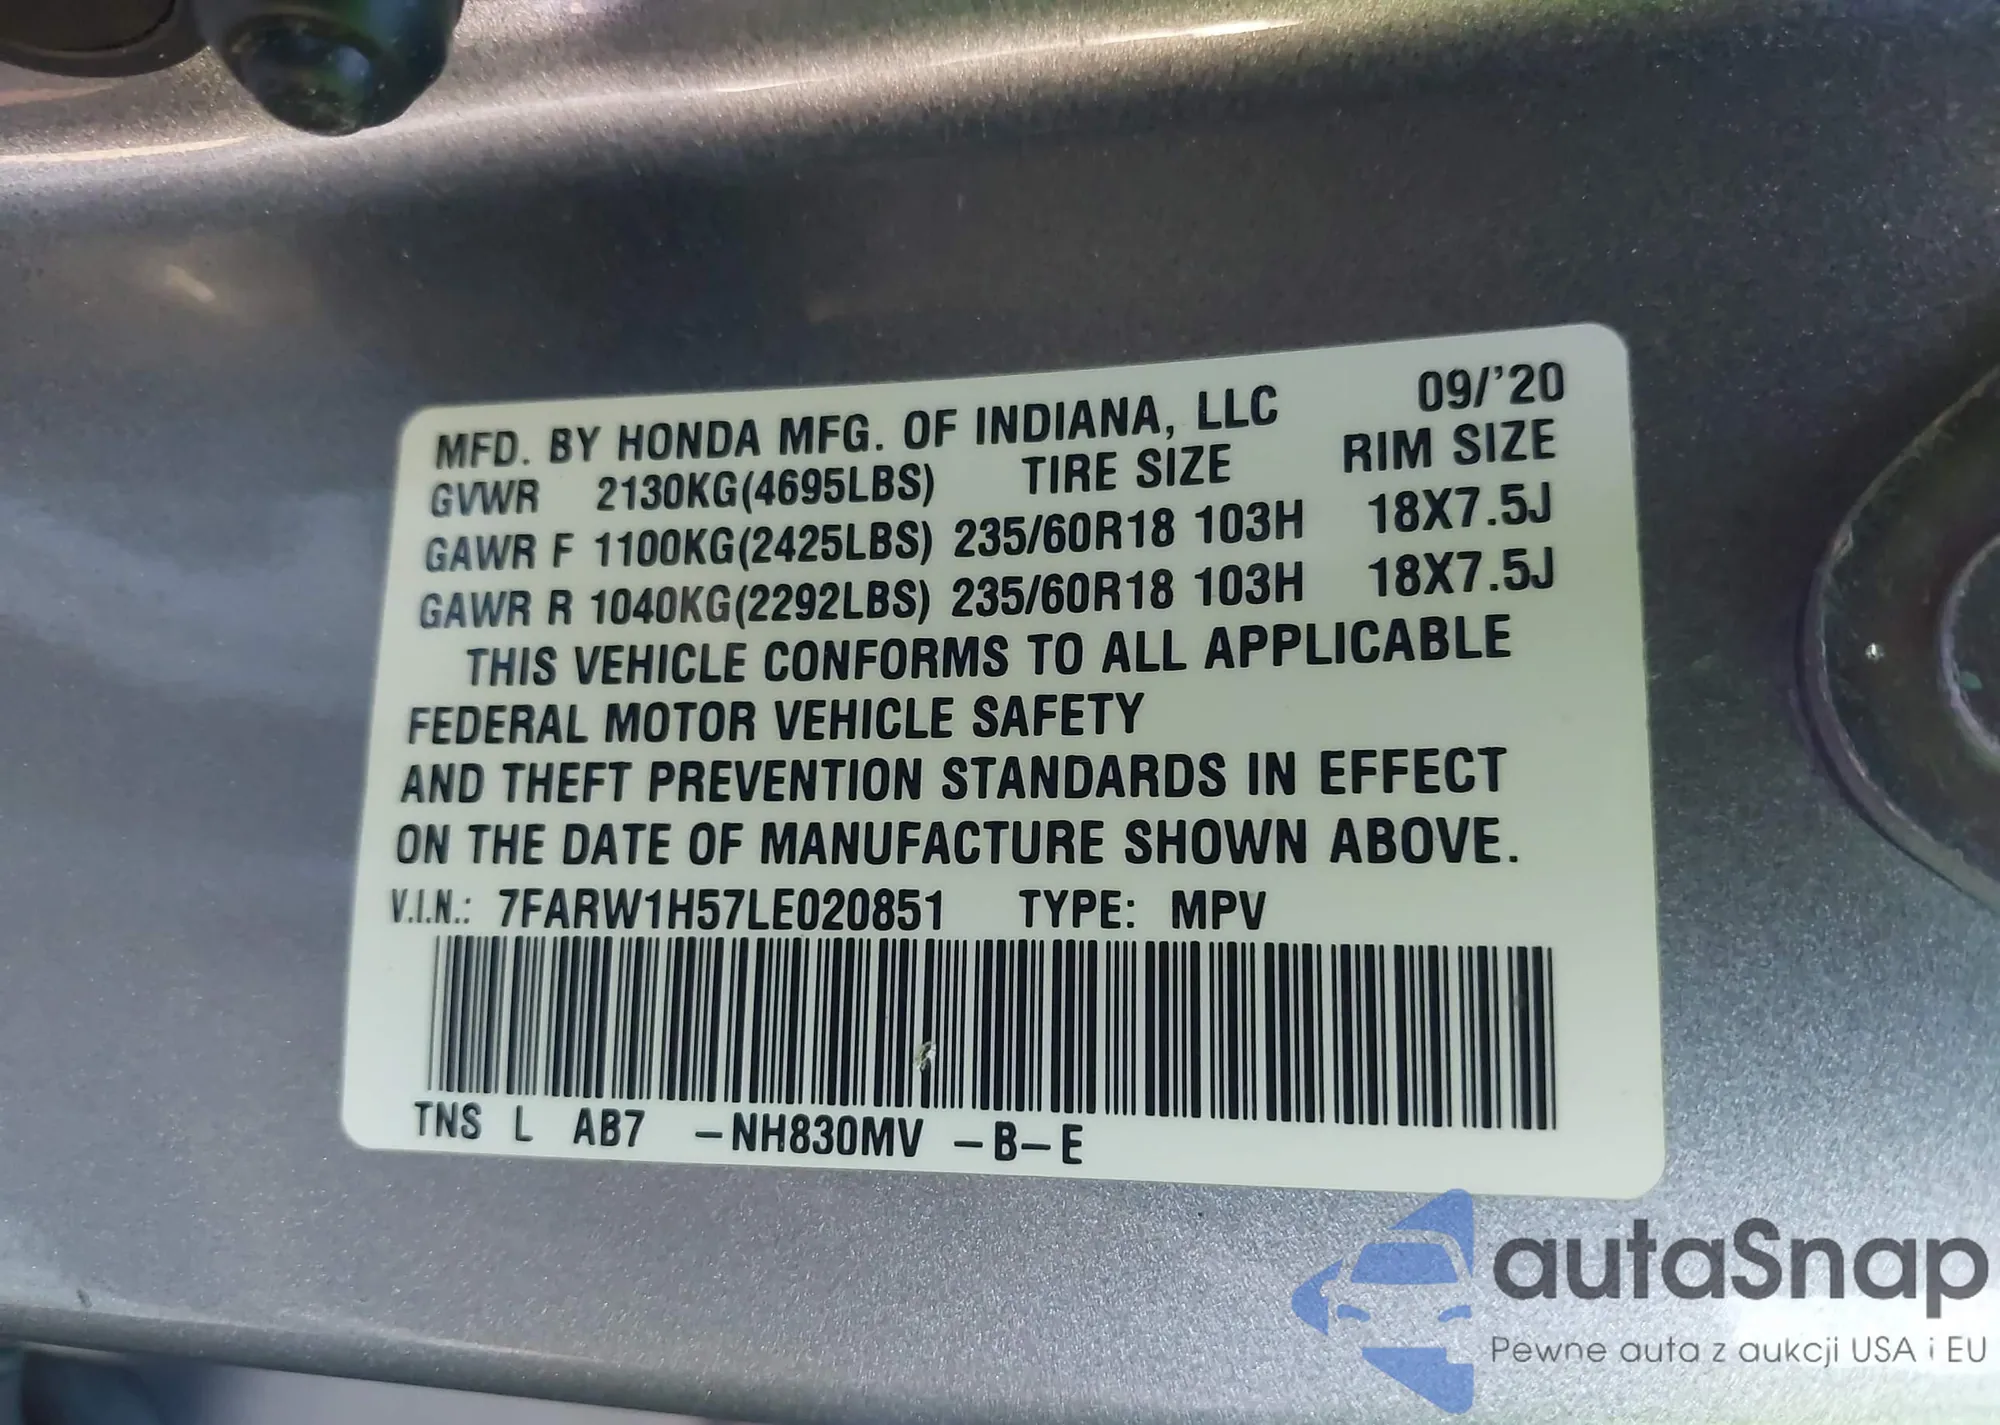 MFD. BY HONDA MFG. OF INDIANA, LLC 09/'20
GVWR 2130KG(4695LBS) TIRE SIZE RIM SIZE
GAWR F 1100KG(2425LBS) 235/60R18 103H 18X7.5J
GAWR R 1040KG(2292LBS) 235/60R18 103H 18X7.5J
THIS VEHICLE CONFORMS TO ALL APPLICABLE
FEDERAL MOTOR VEHICLE SAFETY
AND THEFT PREVENTION STANDARDS IN EFFECT
ON THE DATE OF MANUFACTURE SHOWN ABOVE.
V.I.N.: 7FARW1H57LE020851 TYPE: MPV
TNS L AB7 –NH830MV –B–E
autaSnap
Pewne auta z aukcji USA i EU